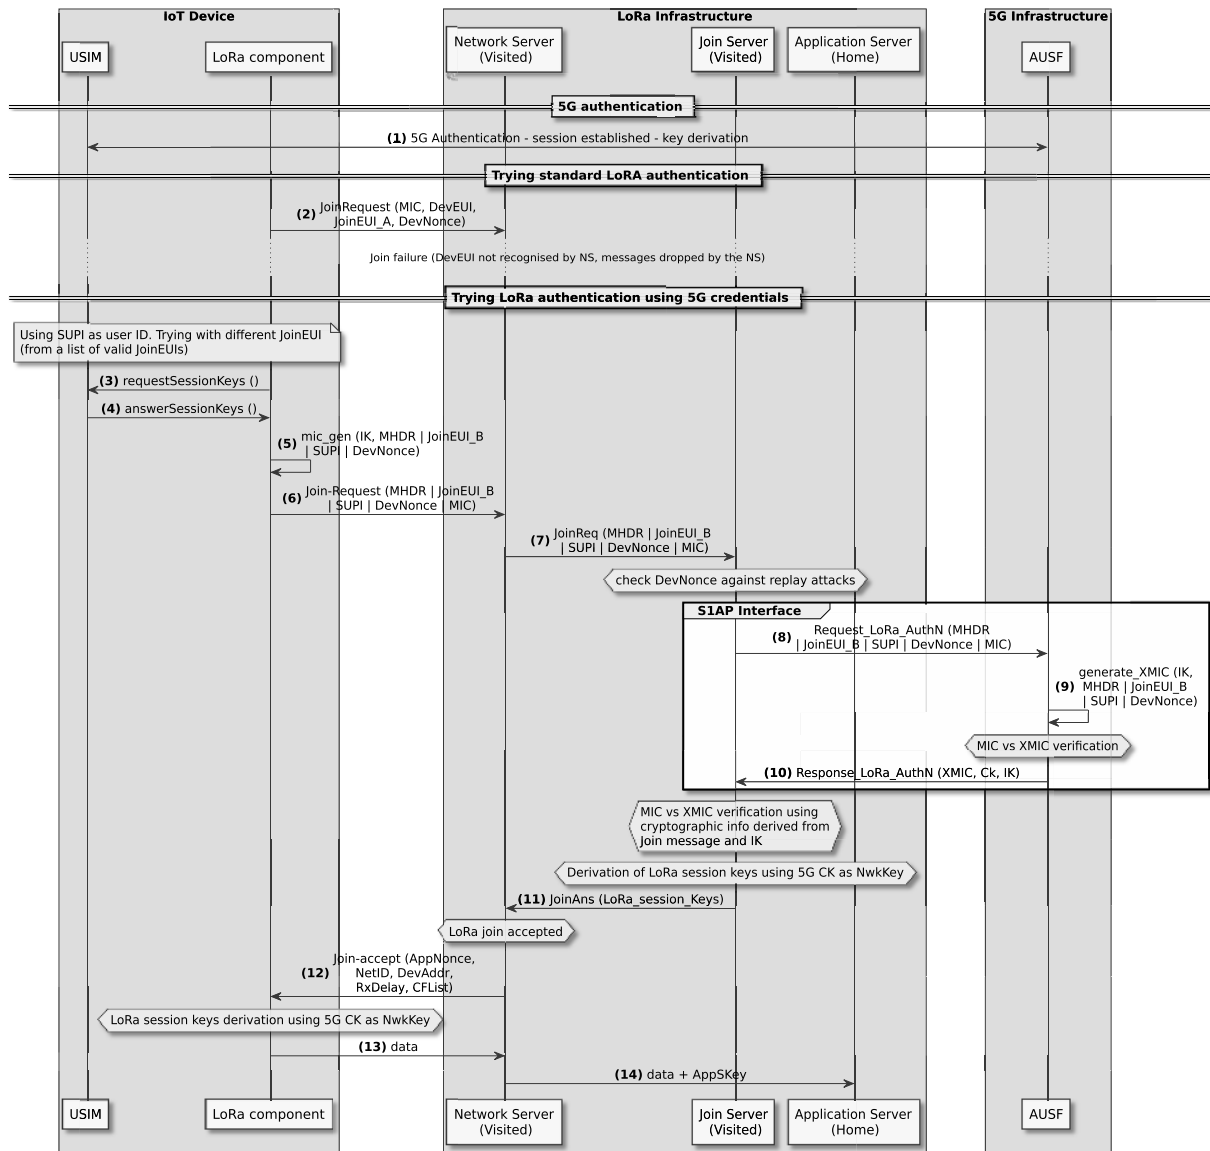 IoT Device
LoRa Infrastructure
5G Infrastructure
USIM
LoRa component
Network Server
(Visited)
Join Server
(Visited)
Application Server
(Home)
AUSF
5G authentication
(1) 5G Authentication - session established - key derivation
Trying standard LoRA authentication
(2) JoinRequest (MIC, DevEUI,
JoinEUI_A, DevNonce)
Join failure (DevEUI not recognised by NS, messages dropped by the NS)
Trying LoRa authentication using 5G credentials
Using SUPI as user ID. Trying with different JoinEUI
(from a list of valid JoinEUIs)
(3) requestSessionKeys ()
(4) answerSessionKeys ()
(5) mic_gen (IK, MHDR | JoinEUI_B
| SUPI | DevNonce)
(6) Join-Request (MHDR | JoinEUI_B
| SUPI | DevNonce | MIC)
(7) JoinReq (MHDR | JoinEUI_B
| SUPI | DevNonce | MIC)
check DevNonce against replay attacks
S1AP Interface
(8) Request_LoRa_AuthN (MHDR
| JoinEUI_B | SUPI | DevNonce | MIC)
(9) generate_XMIC (IK,
MHDR | JoinEUI_B
| SUPI | DevNonce)
MIC vs XMIC verification
(10) Response_LoRa_AuthN (XMIC, Ck, IK)
MIC vs XMIC verification using
cryptographic info derived from
Join message and IK
Derivation of LoRa session keys using 5G CK as NwkKey
(11) JoinAns (LoRa_session_Keys)
LoRa join accepted
(12) Join-accept (AppNonce,
NetID, DevAddr,
RxDelay, CFList)
LoRa session keys derivation using 5G CK as NwkKey
(13) data
(14) data + AppSKey
USIM
LoRa component
Network Server
(Visited)
Join Server
(Visited)
Application Server
(Home)
AUSF